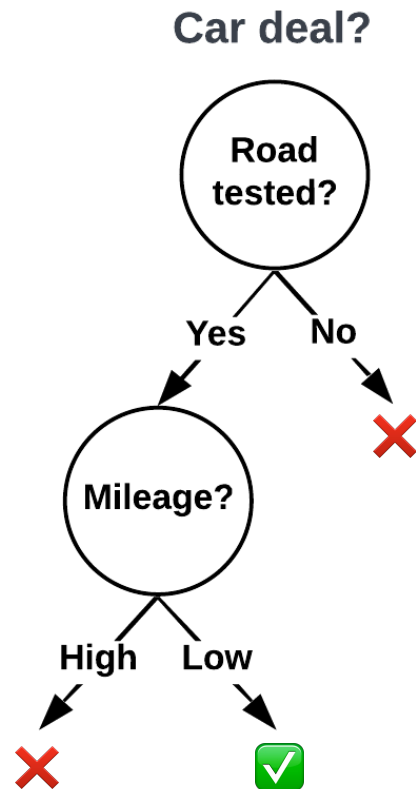 Car deal?
Road
tested?
Yes
No
Mileage?
High
Low